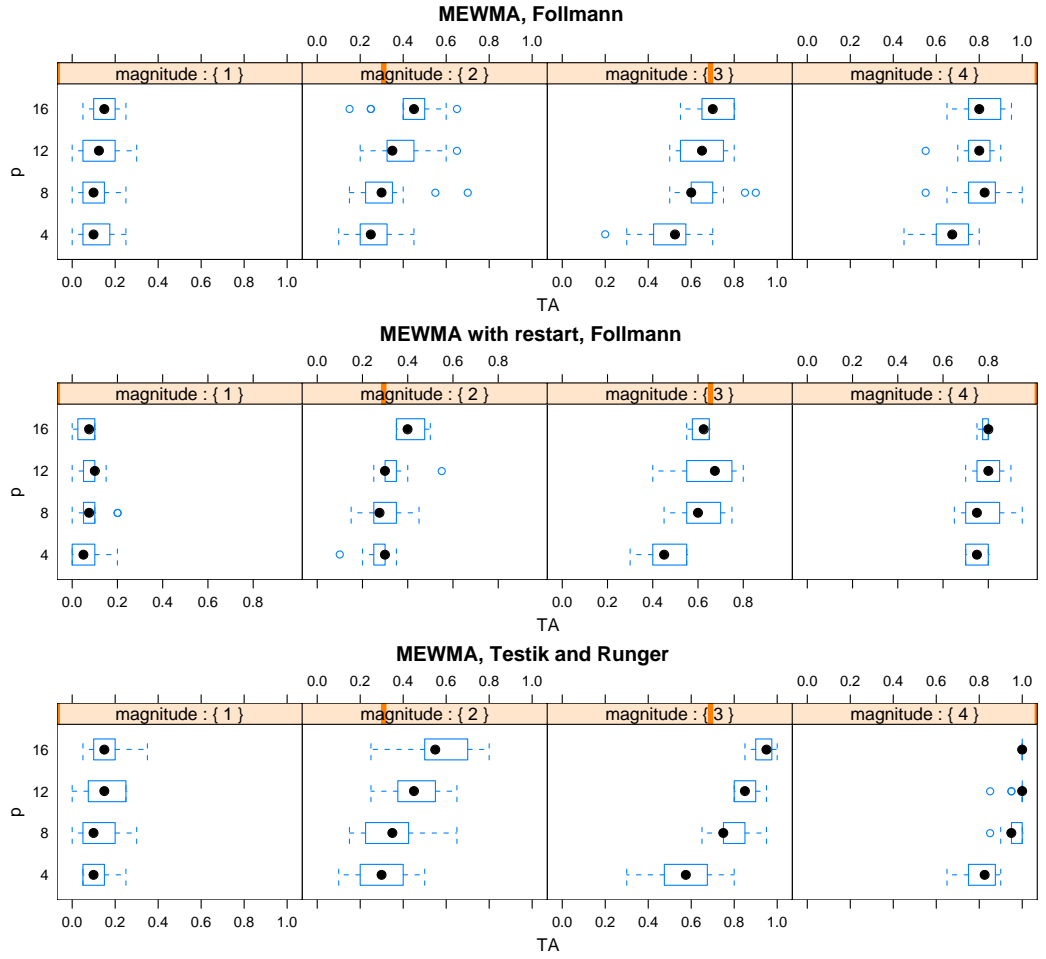 MEWMA, Follmann
0.0 0.2 0.4 0.6 0.8 1.0 0.0 0.2 0.4 0.6 0.8 1.0
magnitude : { 1 } magnitude : { 2 } magnitude : { 3 } magnitude : { 4 }
16
12
p
8
4
0.0 0.2 0.4 0.6 0.8 1.0 0.0 0.2 0.4 0.6 0.8 1.0
TA
MEWMA with restart, Follmann
0.0 0.2 0.4 0.6 0.8 0.0 0.2 0.4 0.6 0.8
magnitude : { 1 } magnitude : { 2 } magnitude : { 3 } magnitude : { 4 }
16
12
p
8
4
0.0 0.2 0.4 0.6 0.8 0.0 0.2 0.4 0.6 0.8
TA
MEWMA, Testik and Runger
0.0 0.2 0.4 0.6 0.8 1.0 0.0 0.2 0.4 0.6 0.8 1.0
magnitude : { 1 } magnitude : { 2 } magnitude : { 3 } magnitude : { 4 }
16
12
p
8
4
0.0 0.2 0.4 0.6 0.8 1.0 0.0 0.2 0.4 0.6 0.8 1.0
TA